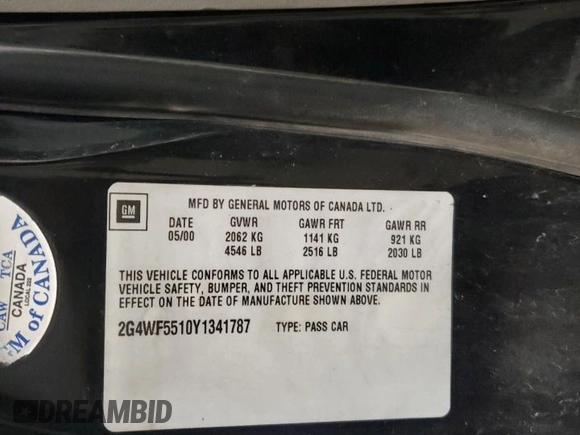 GM
MFD BY GENERAL MOTORS OF CANADA LTD.
DATE GVWR GAWR FRT GAWR RR
05/00 2062 KG 1141 KG 921 KG
4546 LB 2516 LB 2030 LB
THIS VEHICLE CONFORMS TO ALL APPLICABLE U.S. FEDERAL MOTOR
VEHICLE SAFETY, BUMPER, AND THEFT PREVENTION STANDARDS IN
EFFECT ON THE DATE OF MANUFACTURE SHOWN ABOVE.
2G4WF5510Y1341787 TYPE: PASS CAR
CAW TCA
CANADA
LOCAL 222
M of CANADA
DREAMBID